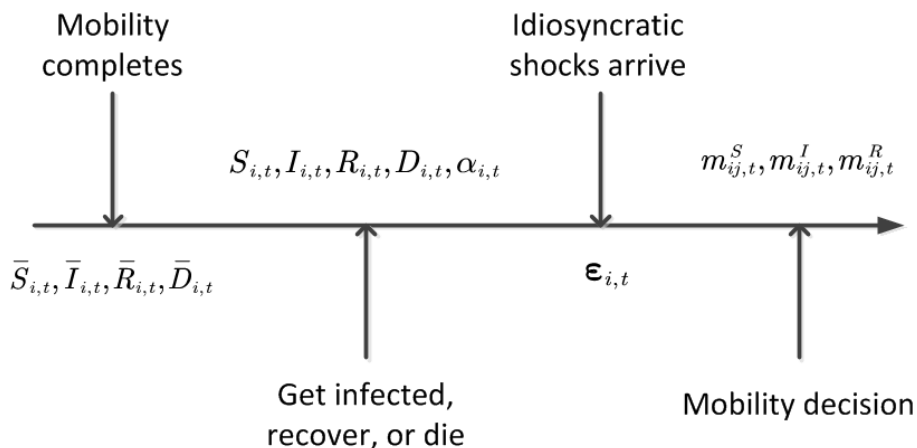 Mobility
completes
Idiosyncratic
shocks arrive
S_{i,t}, I_{i,t}, R_{i,t}, D_{i,t}, α_{i,t}
m^S_{ij,t}, m^I_{ij,t}, m^R_{ij,t}
S̄_{i,t}, Ī_{i,t}, R̄_{i,t}, D̄_{i,t}
ε_{i,t}
Get infected,
recover, or die
Mobility decision